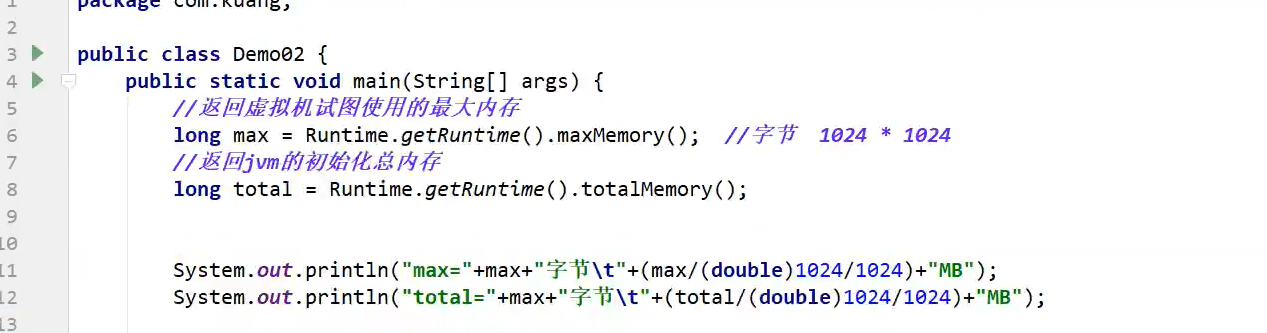 1 package com.kuang;
2
3 public class Demo02 {
4 public static void main(String[] args) {
5 //返回虚拟机试图使用的最大内存
6 long max = Runtime.getRuntime().maxMemory(); //字节 1024 * 1024
7 //返回jvm的初始化总内存
8 long total = Runtime.getRuntime().totalMemory();
9
10
11 System.out.println("max="+max+"字节\t"+(max/(double)1024/1024)+"MB");
12 System.out.println("total="+max+"字节\t"+(total/(double)1024/1024)+"MB");
13